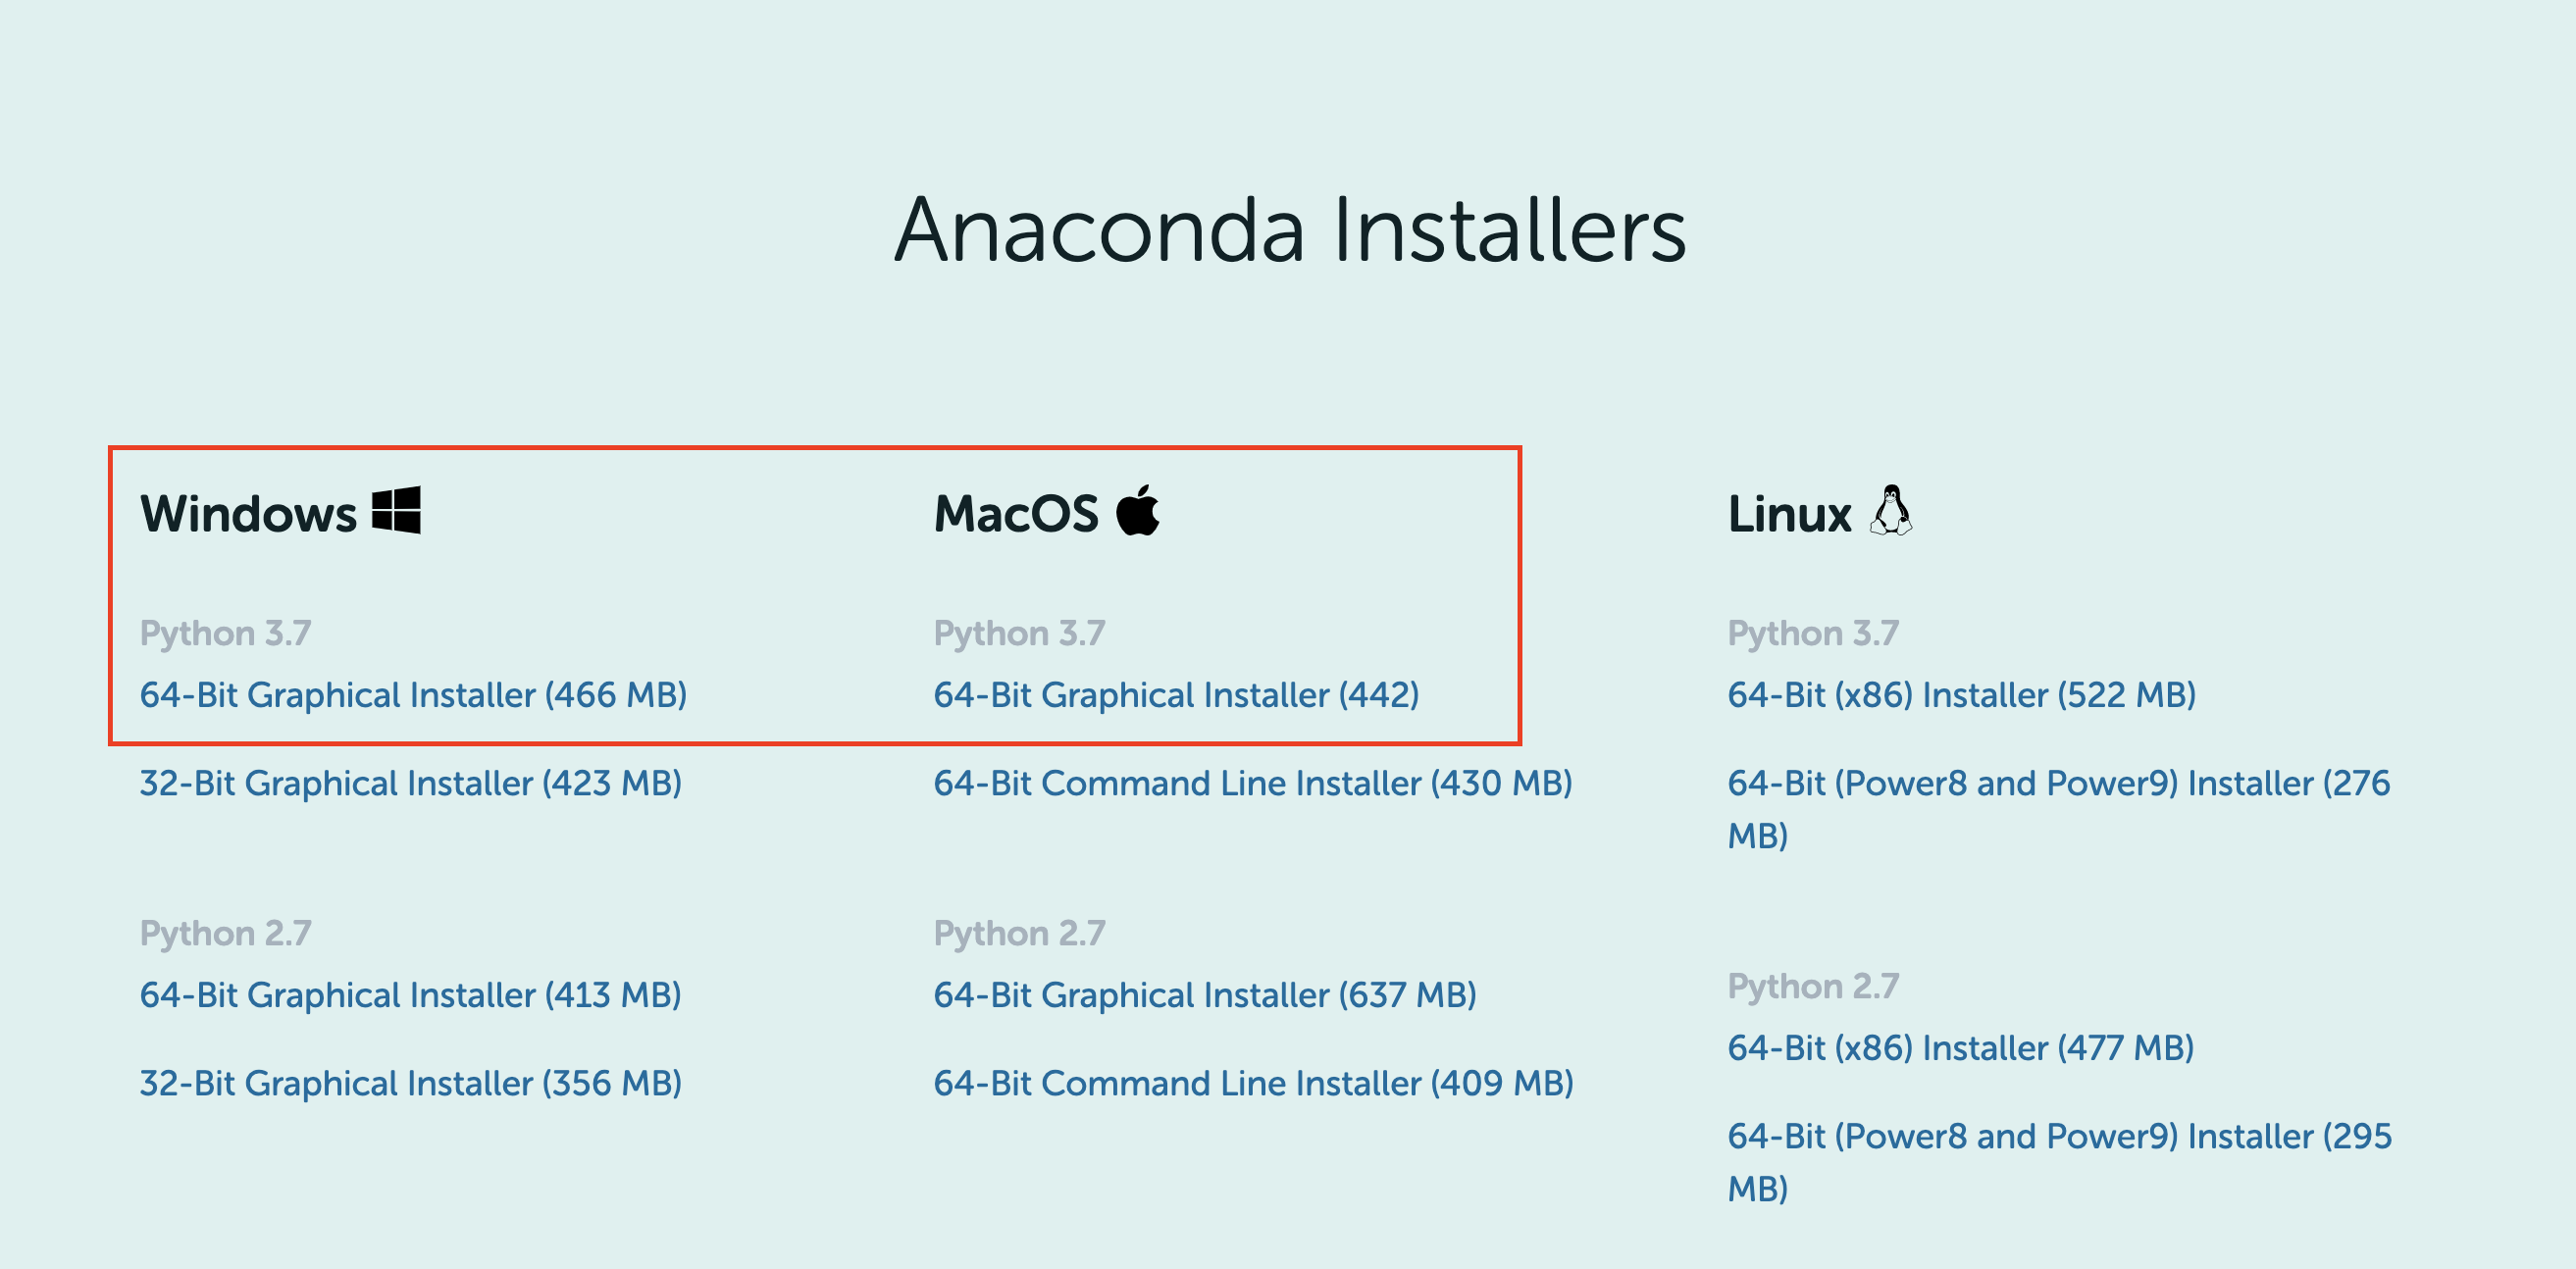 Anaconda Installers
Windows
Python 3.7
64-Bit Graphical Installer (466 MB)
32-Bit Graphical Installer (423 MB)
Python 2.7
64-Bit Graphical Installer (413 MB)
32-Bit Graphical Installer (356 MB)
MacOS
Python 3.7
64-Bit Graphical Installer (442)
64-Bit Command Line Installer (430 MB)
Python 2.7
64-Bit Graphical Installer (637 MB)
64-Bit Command Line Installer (409 MB)
Linux
Python 3.7
64-Bit (x86) Installer (522 MB)
64-Bit (Power8 and Power9) Installer (276
MB)
Python 2.7
64-Bit (x86) Installer (477 MB)
64-Bit (Power8 and Power9) Installer (295
MB)